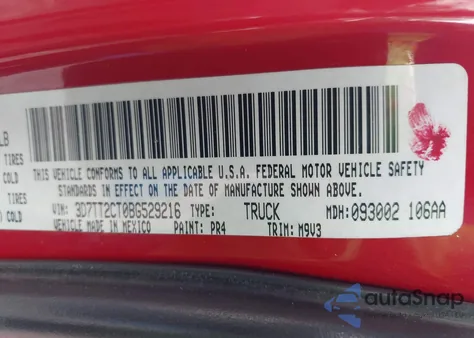 LB
TIRES
COLD
TIRES
COLD
THIS VEHICLE CONFORMS TO ALL APPLICABLE U.S.A. FEDERAL MOTOR VEHICLE SAFETY
STANDARDS IN EFFECT ON THE DATE OF MANUFACTURE SHOWN ABOVE.
VIN: 3D7TT2CT0BG529216 TYPE: TRUCK MDH: 093002 106AA
VEHICLE MADE IN MEXICO PAINT: PR4 TRIM: M9V3
autoSnap